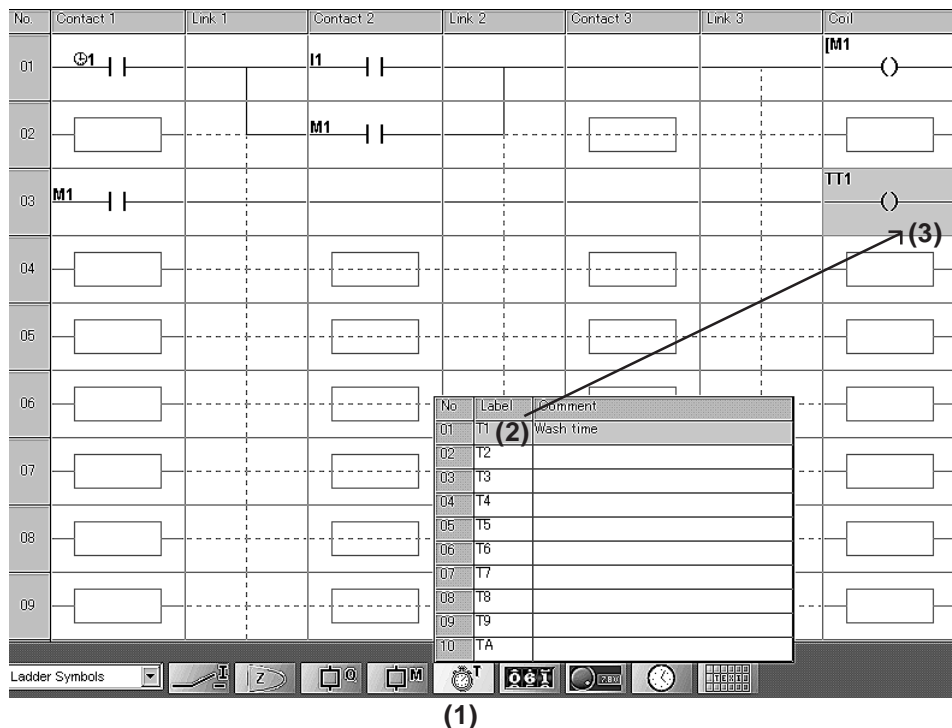 No. Contact 1 Link 1 Contact 2 Link 2 Contact 3 Link 3 Coil
01 1 I1 [M1
02 M1
03 M1 TT1
(3)
04
05
06
No Label Comment
01 T1 (2) Wash time
02 T2
07
03 T3
04 T4
08
05 T5
06 T6
07 T7
09
08 T8
09 T9
10 TA
Ladder Symbols I Z Q M T 061 TEXT
(1)